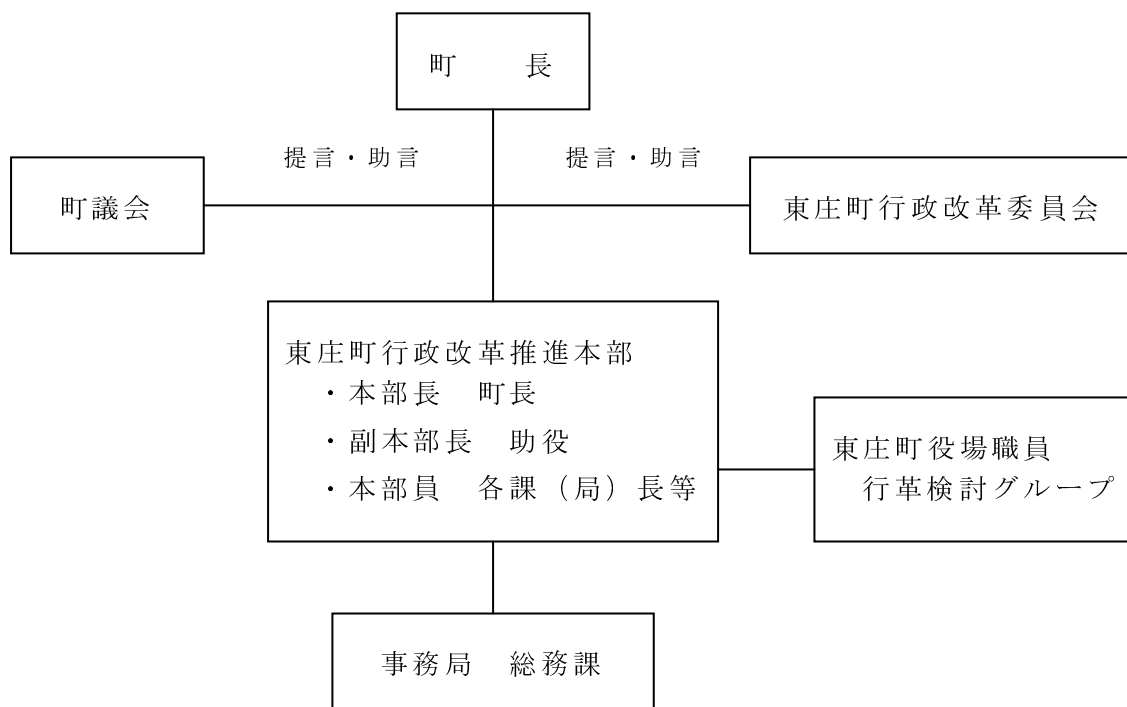 町　　長
提言・助言
提言・助言
町議会
東庄町行政改革委員会
東庄町行政改革推進本部
・本部長　町長
・副本部長　助役
・本部員　各課（局）長等
東庄町役場職員
行革検討グループ
事務局　総務課